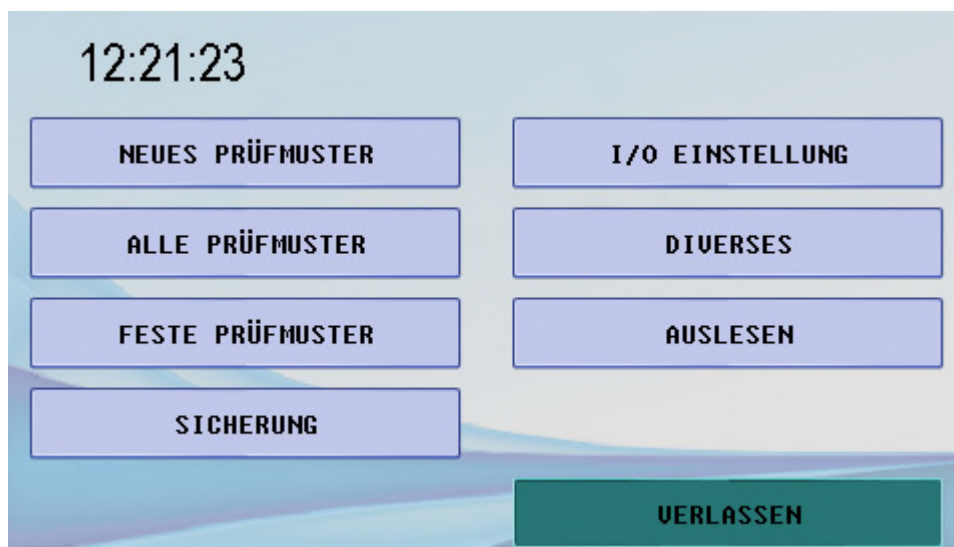 12:21:23
NEUES PRÜFMUSTER
I/O EINSTELLUNG
ALLE PRÜFMUSTER
DIVERSES
FESTE PRÜFMUSTER
AUSLESEN
SICHERUNG
VERLASSEN